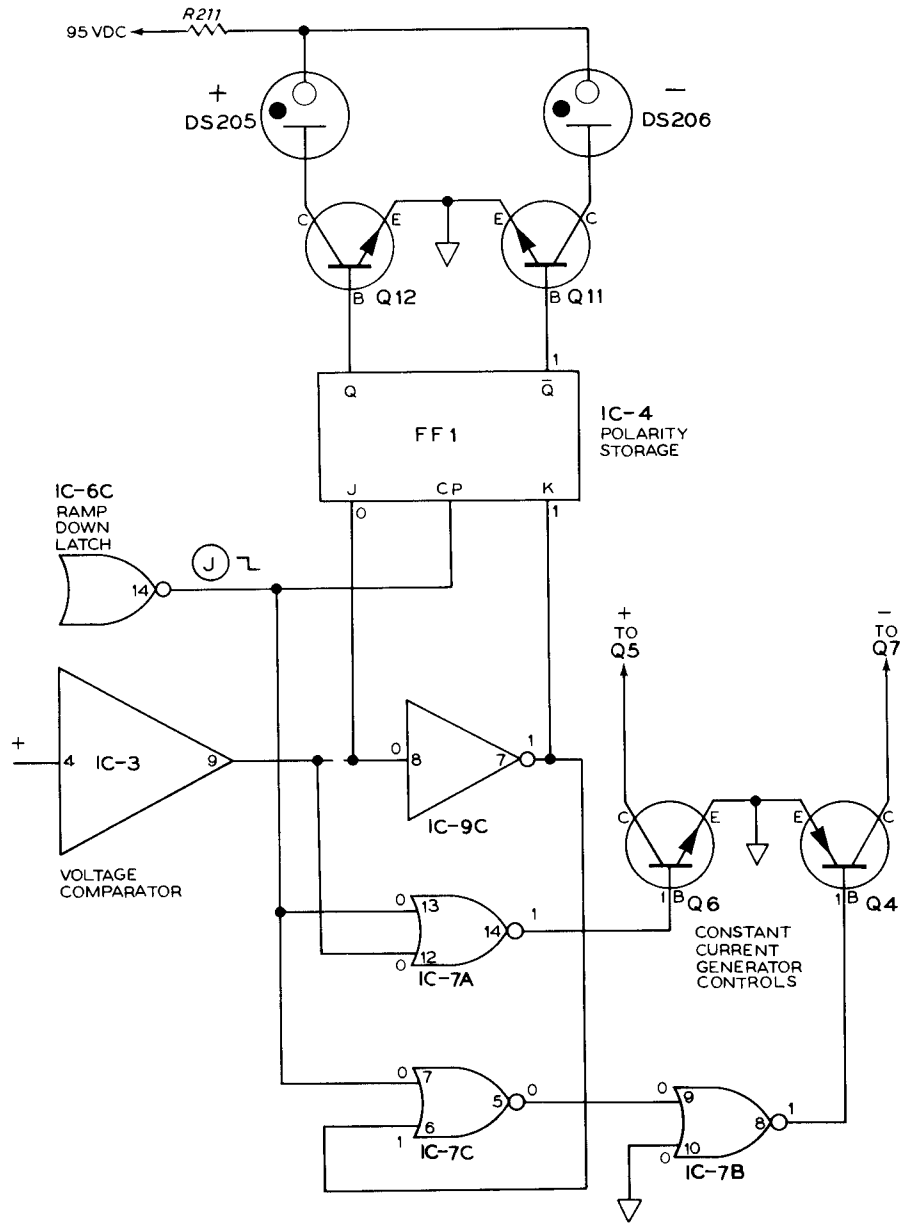 R211
95 VDC
+
DS205
−
DS206
C
E
E
C
B Q12
B Q11
1
Q
Q̅
FF1
IC-4
POLARITY
STORAGE
J
CP
K
0
1
IC-6C
RAMP
DOWN
LATCH
14
J
+
TO
Q5
−
TO
Q7
+
4
IC-3
9
0
8
7
1
IC-9C
VOLTAGE
COMPARATOR
C
E
E
C
1 B Q6
1 B Q4
0
13
14
1
12
0
IC-7A
CONSTANT
CURRENT
GENERATOR
CONTROLS
0
7
5
0
6
1
IC-7C
0
9
8
1
10
0
IC-7B